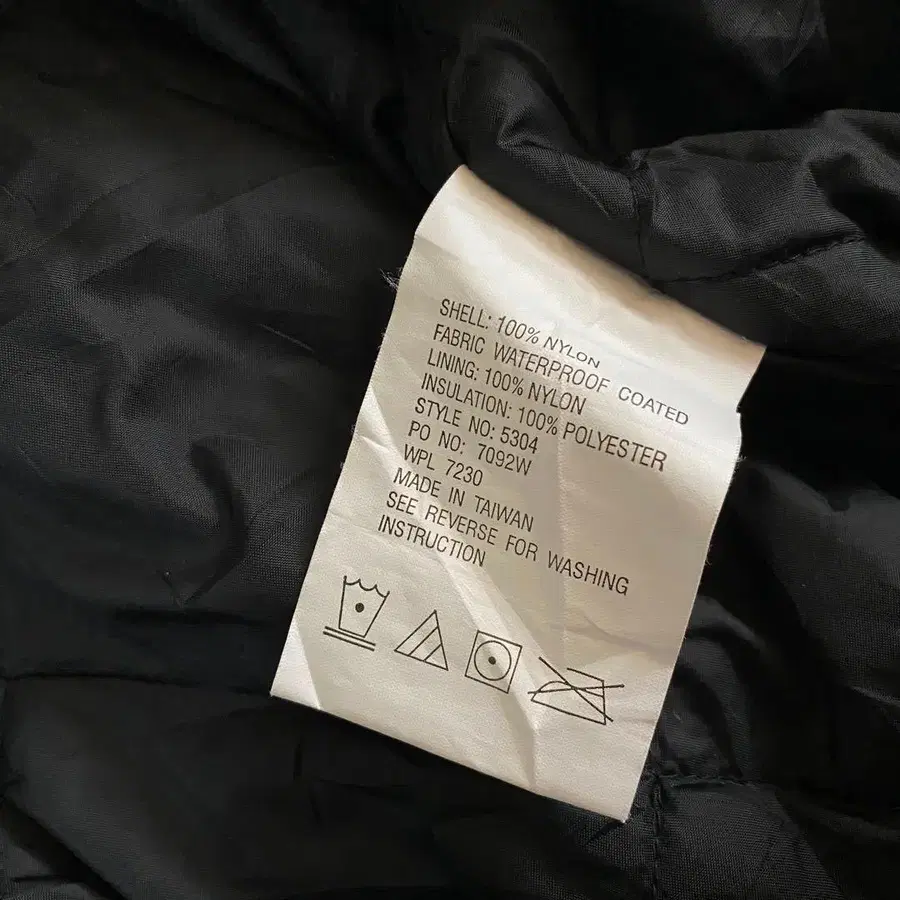 SHELL: 100% NYLON
FABRIC WATERPROOF COATED
LINING: 100% NYLON
INSULATION: 100% POLYESTER
STYLE NO: 5304
PO NO: 7092W
WPL 7230
MADE IN TAIWAN
SEE REVERSE FOR WASHING
INSTRUCTION